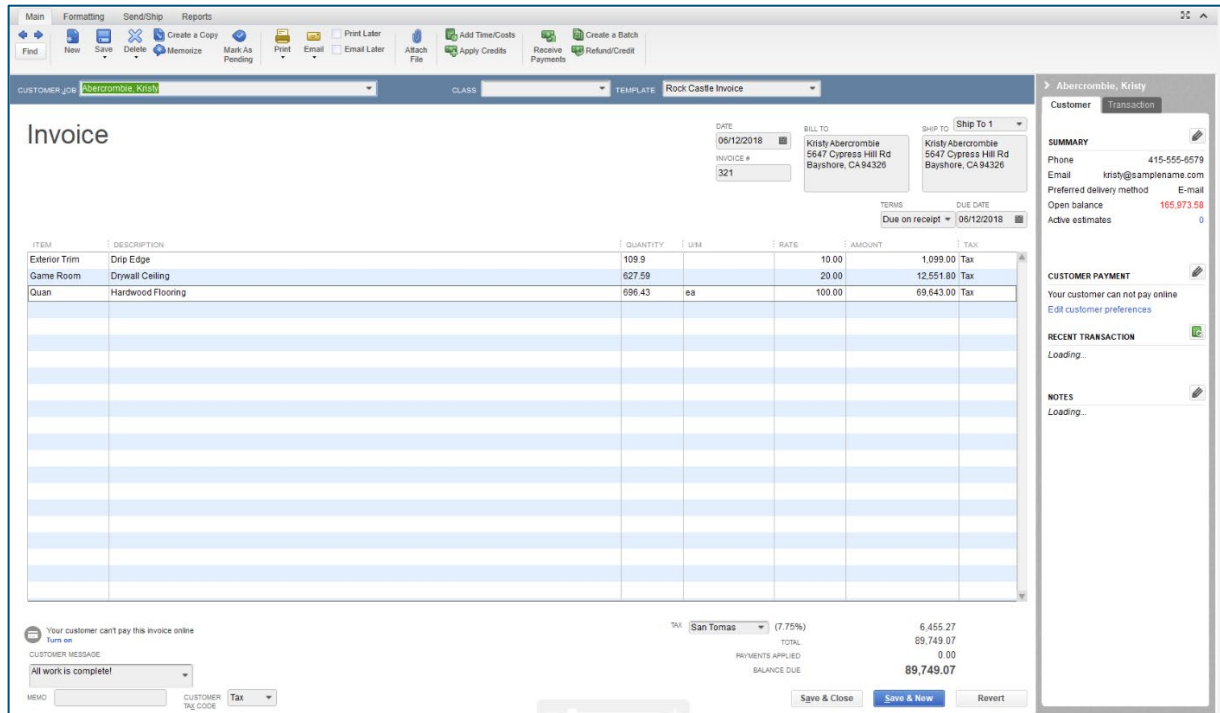 Main Formatting Send/Ship Reports
Find New Save Delete Create a Copy Memorize Mark As Pending Print Email Print Later Email Later Attach File Add Time/Costs Apply Credits Receive Payments Create a Batch Refund/Credit
CUSTOMER:JOB Abercrombie, Kristy CLASS TEMPLATE Rock Castle Invoice
Invoice
DATE
06/12/2018
INVOICE #
321
BILL TO
Kristy Abercrombie
5647 Cypress Hill Rd
Bayshore, CA 94326
SHIP TO Ship To 1
Kristy Abercrombie
5647 Cypress Hill Rd
Bayshore, CA 94326
TERMS DUE DATE
Due on receipt 06/12/2018
ITEM DESCRIPTION QUANTITY U/M RATE AMOUNT TAX
Exterior Trim Drip Edge 109.9 10.00 1,099.00 Tax
Game Room Drywall Ceiling 627.59 20.00 12,551.80 Tax
Quan Hardwood Flooring 696.43 ea 100.00 69,643.00 Tax
Your customer can't pay this invoice online
Turn on
CUSTOMER MESSAGE
All work is complete!
MEMO CUSTOMER TAX CODE Tax
TAX San Tomas (7.75%) 6,455.27
TOTAL 89,749.07
PAYMENTS APPLIED 0.00
BALANCE DUE 89,749.07
Save & Close Save & New Revert
Abercrombie, Kristy
Customer Transaction
SUMMARY
Phone 415-555-6579
Email kristy@samplename.com
Preferred delivery method E-mail
Open balance 165,973.58
Active estimates 0
CUSTOMER PAYMENT
Your customer can not pay online
Edit customer preferences
RECENT TRANSACTION
Loading...
NOTES
Loading...